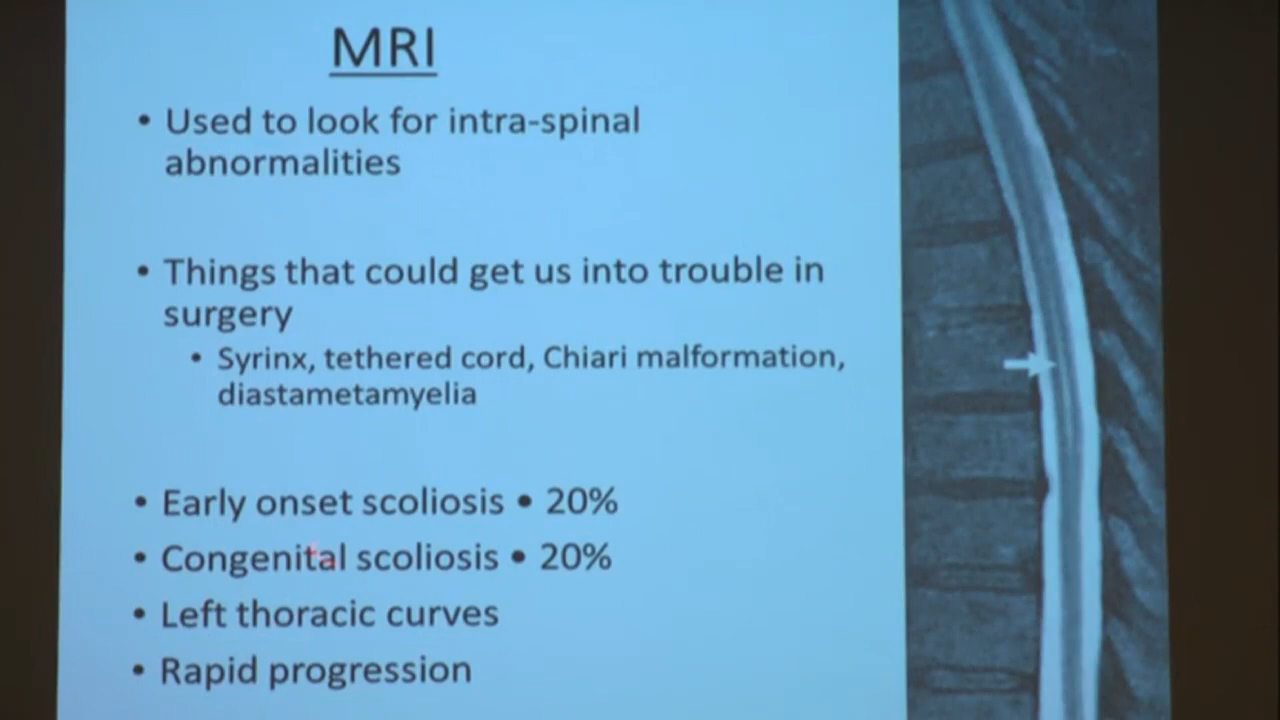 MRI
• Used to look for intra-spinal
abnormalities
• Things that could get us into trouble in
surgery
• Syrinx, tethered cord, Chiari malformation,
diastametamyelia
• Early onset scoliosis • 20%
• Congenital scoliosis • 20%
• Left thoracic curves
• Rapid progression